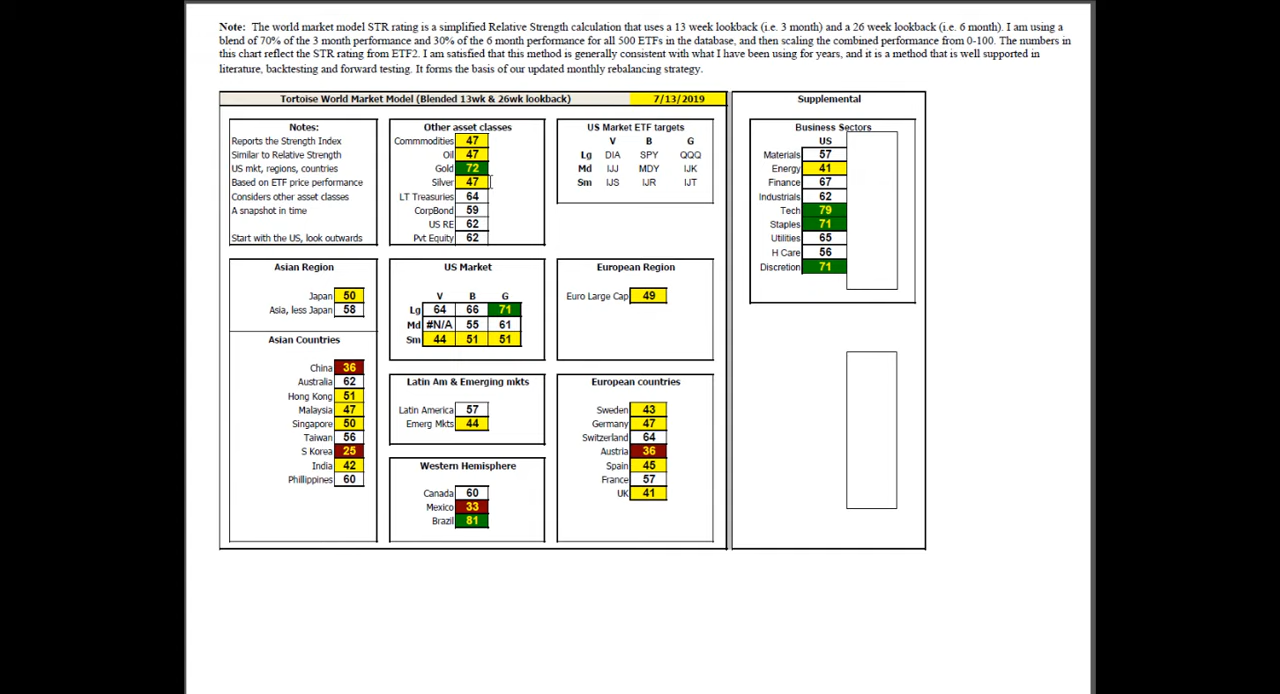 Note: The world market model STR rating is a simplified Relative Strength calculation that uses a 13 week lookback (i.e. 3 month) and a 26 week lookback (i.e. 6 month). I am using a
blend of 70% of the 3 month performance and 30% of the 6 month performance for all 500 ETFs in the database, and then scaling the combined performance from 0-100. The numbers in
this chart reflect the STR rating from ETF2. I am satisfied that this method is generally consistent with what I have been using for years, and it is a method that is well supported in
literature, backtesting and forward testing. It forms the basis of our updated monthly rebalancing strategy.
Tortoise World Market Model (Blended 13wk & 26wk lookback) 7/13/2019
Notes:
Reports the Strength Index
Similar to Relative Strength
US mkt, regions, countries
Based on ETF price performance
Considers other asset classes
A snapshot in time
Start with the US, look outwards
Other asset classes
Commmodities 47
Oil 47
Gold 72
Silver 47
LT Treasuries 64
CorpBond 59
US RE 62
Pvt Equity 62
US Market ETF targets
V B G
Lg DIA SPY QQQ
Md IJJ MDY IJK
Sm IJS IJR IJT
Asian Region
Japan 50
Asia, less Japan 58
Asian Countries
China 36
Australia 62
Hong Kong 51
Malaysia 47
Singapore 50
Taiwan 56
S Korea 25
India 42
Phillippines 60
US Market
V B G
Lg 64 66 71
Md #N/A 55 61
Sm 44 51 51
Latin Am & Emerging mkts
Latin America 57
Emerg Mkts 44
Western Hemisphere
Canada 60
Mexico 33
Brazil 81
European Region
Euro Large Cap 49
European countries
Sweden 43
Germany 47
Switzerland 64
Austria 36
Spain 45
France 57
UK 41
Supplemental
Business Sectors
US
Materials 57
Energy 41
Finance 67
Industrials 62
Tech 79
Staples 71
Utilities 65
H Care 56
Discretion 71